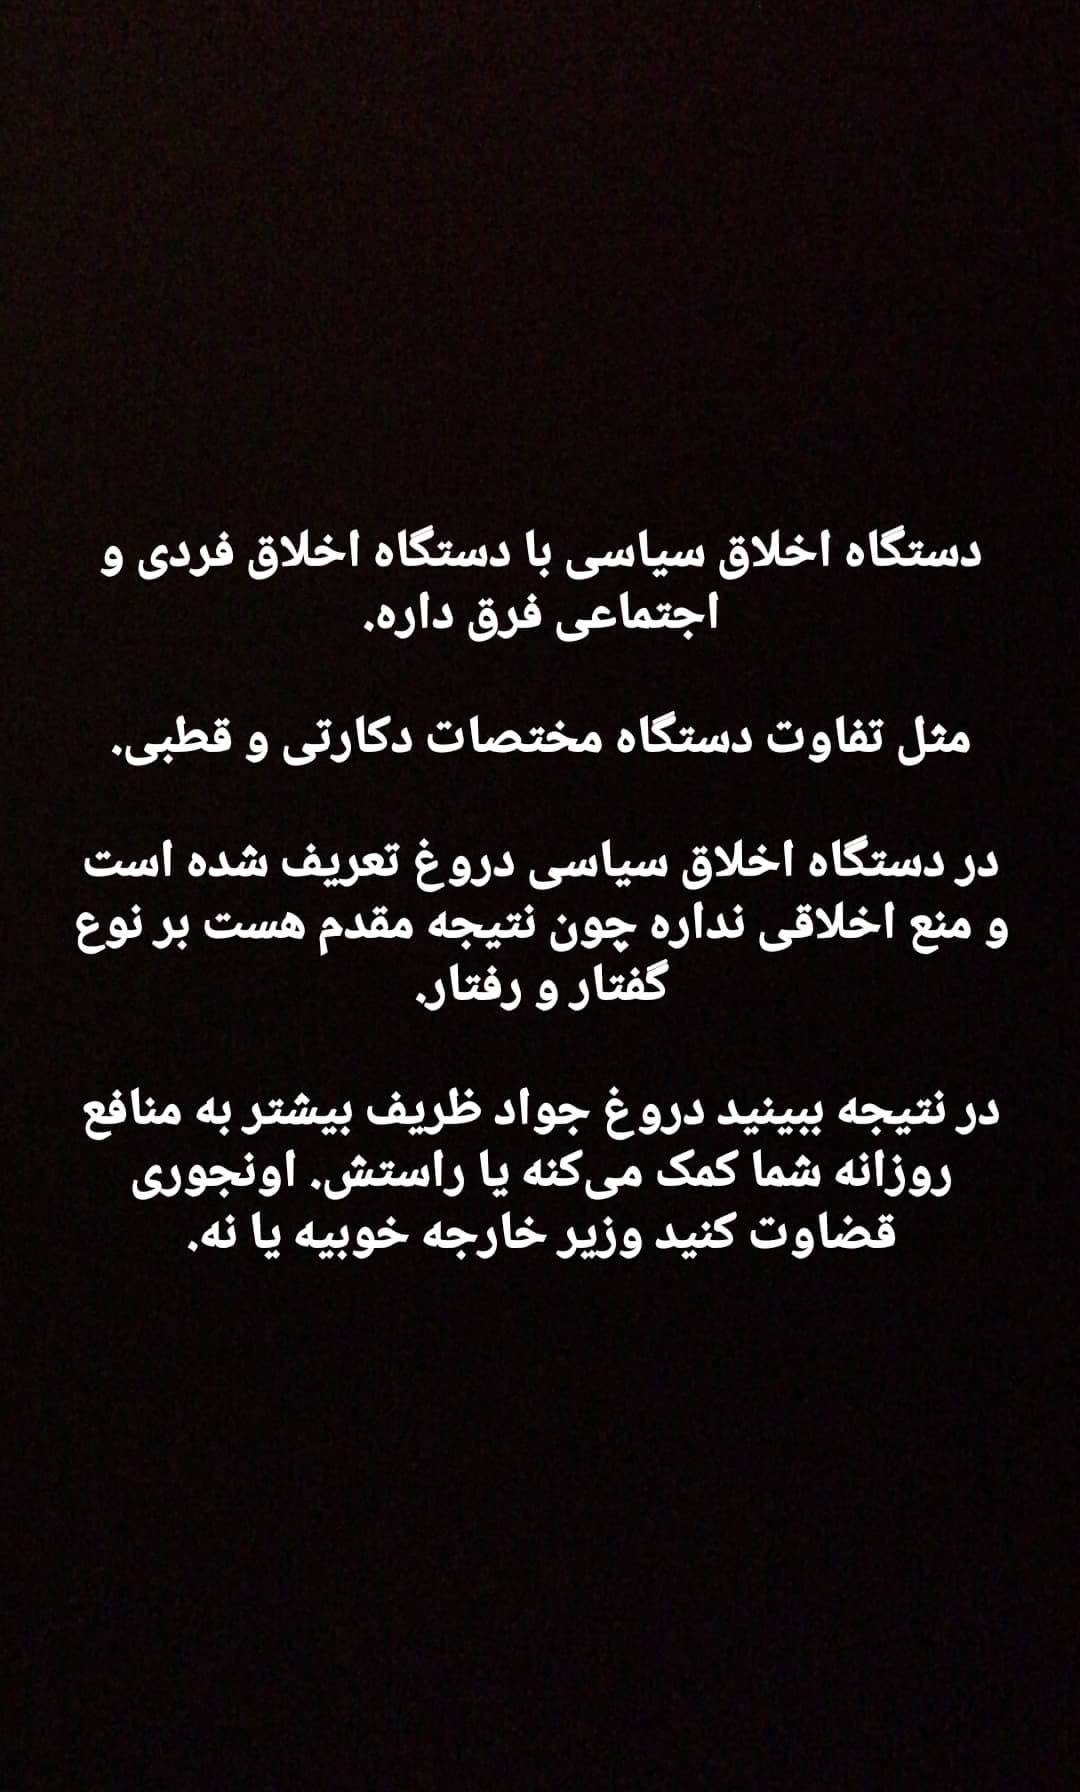 دستگاه اخلاق سیاسی با دستگاه اخلاق فردی و
اجتماعی فرق داره.
مثل تفاوت دستگاه مختصات دکارتی و قطبی.
در دستگاه اخلاق سیاسی دروغ تعریف شده است
و منع اخلاقی نداره چون نتیجه مقدم هست بر نوع
گفتار و رفتار.
در نتیجه ببینید دروغ جواد ظریف بیشتر به منافع
روزانه شما کمک می‌کنه یا راستش. اونجوری
قضاوت کنید وزیر خارجه خوبیه یا نه.